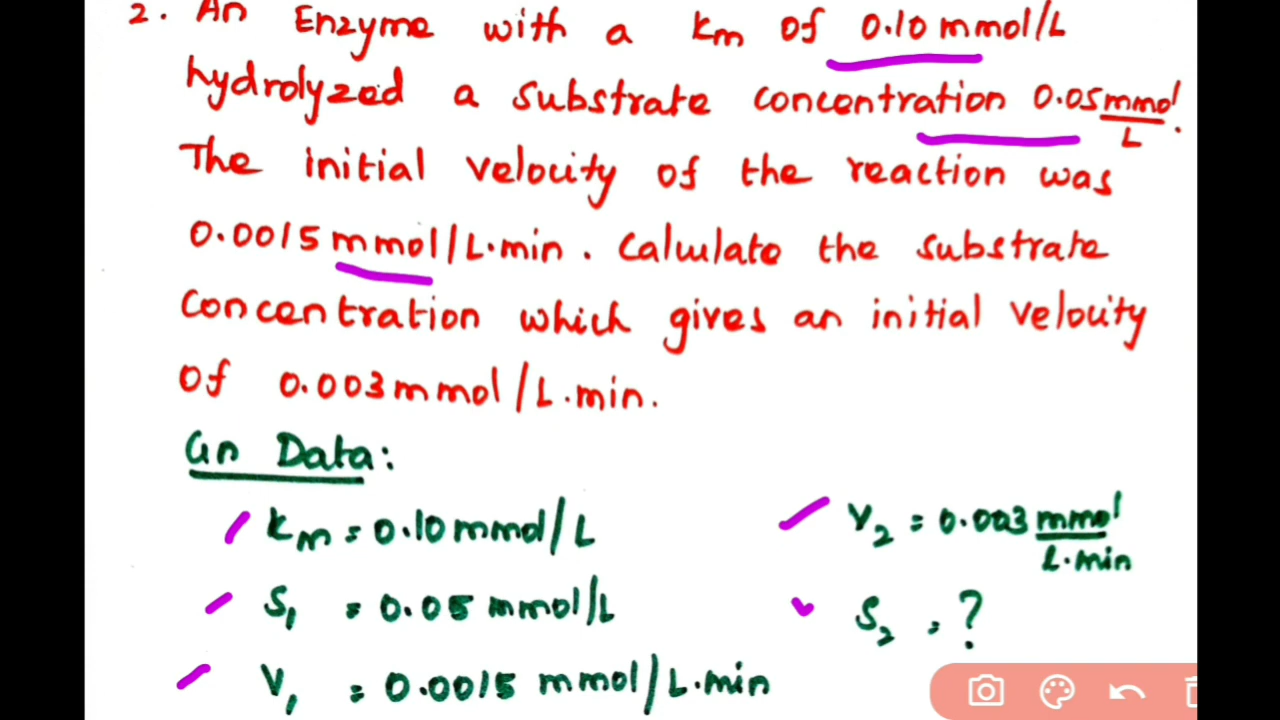 2. An Enzyme with a Km of 0.10 mmol/L
hydrolyzed a substrate concentration 0.05 mmol/L.
The initial velocity of the reaction was
0.0015 mmol/L.min. Calculate the substrate
concentration which gives an initial velocity
of 0.003 mmol/L.min.
Gn Data:
Km = 0.10 mmol/L
S1 = 0.05 mmol/L
V1 = 0.0015 mmol/L.min
V2 = 0.003 mmol/L.min
S2 = ?